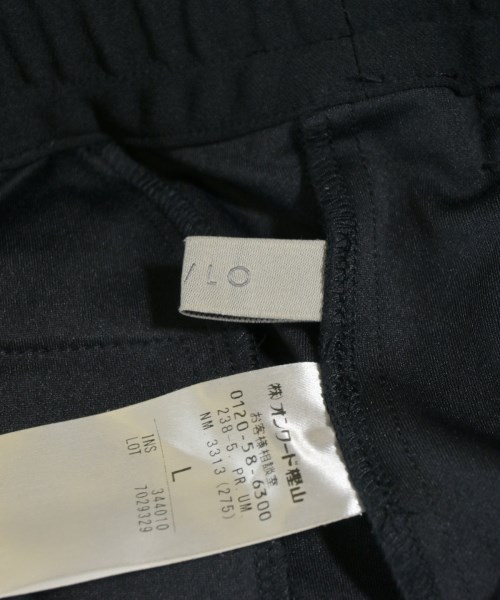 /LO
㈱オンワード樫山
お客様相談室
0120-58-6300
238-5, PR UM
NM 3313 (275)
L
INS 344010
LOT 7029329